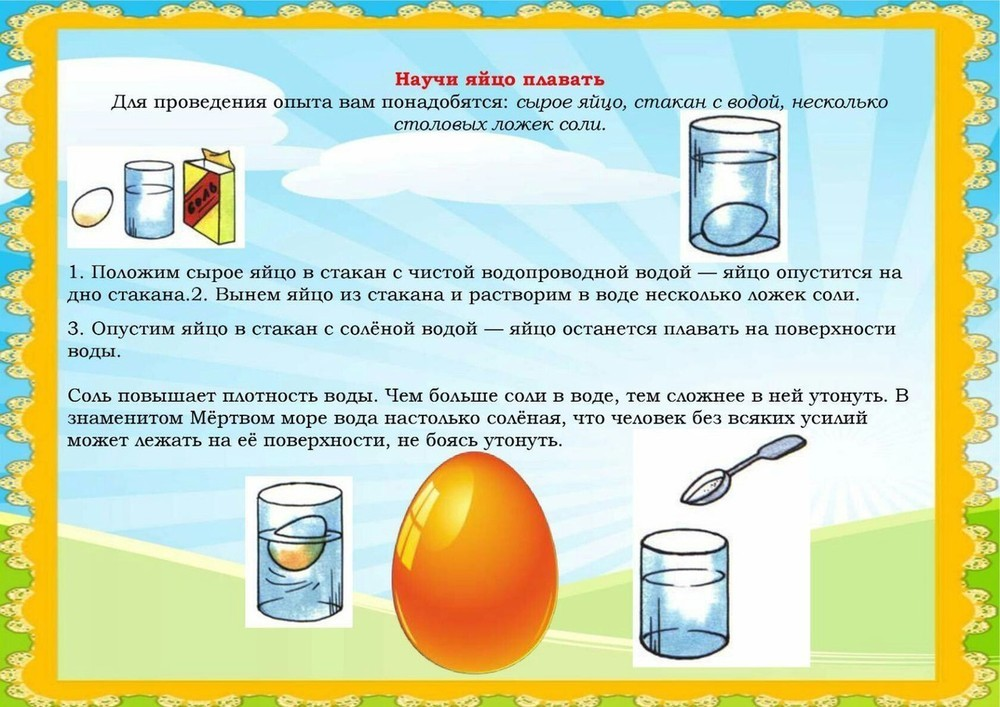 Научи яйцо плавать
Для проведения опыта вам понадобятся: сырое яйцо, стакан с водой, несколько
столовых ложек соли.
СОЛЬ
1. Положим сырое яйцо в стакан с чистой водопроводной водой — яйцо опустится на
дно стакана.2. Вынем яйцо из стакана и растворим в воде несколько ложек соли.
3. Опустим яйцо в стакан с солёной водой — яйцо останется плавать на поверхности
воды.
Соль повышает плотность воды. Чем больше соли в воде, тем сложнее в ней утонуть. В
знаменитом Мёртвом море вода настолько солёная, что человек без всяких усилий
может лежать на её поверхности, не боясь утонуть.